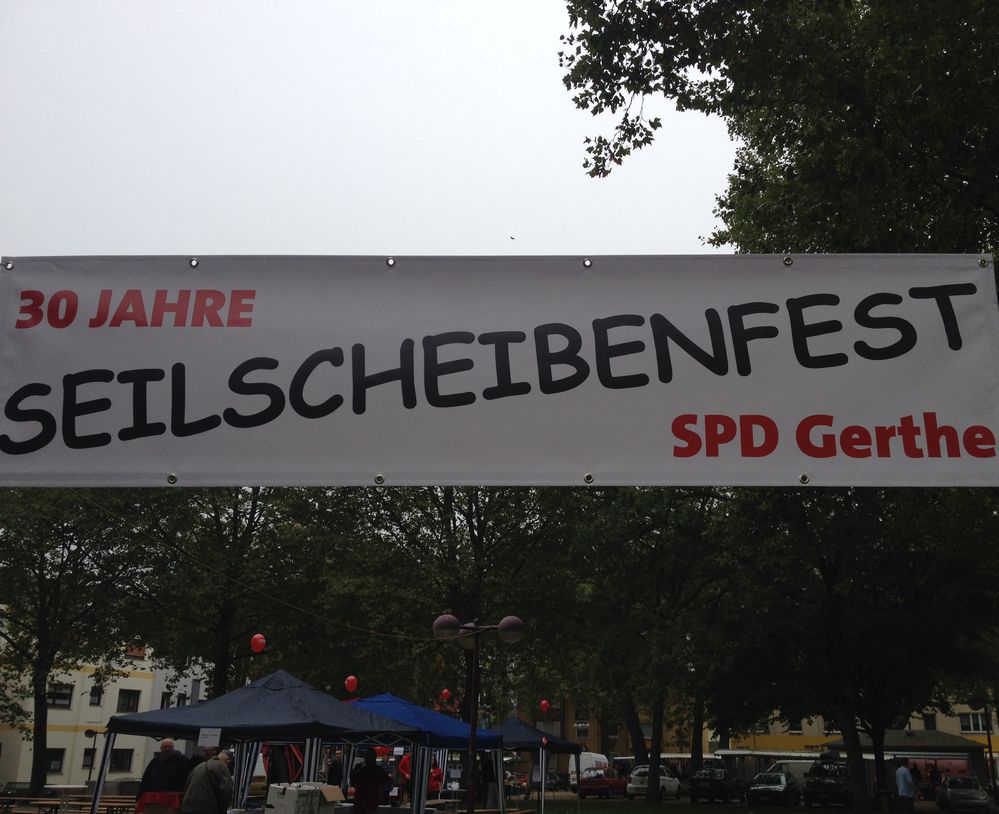 30 JAHRE
SEILSCHEIBENFEST
SPD Gerthe